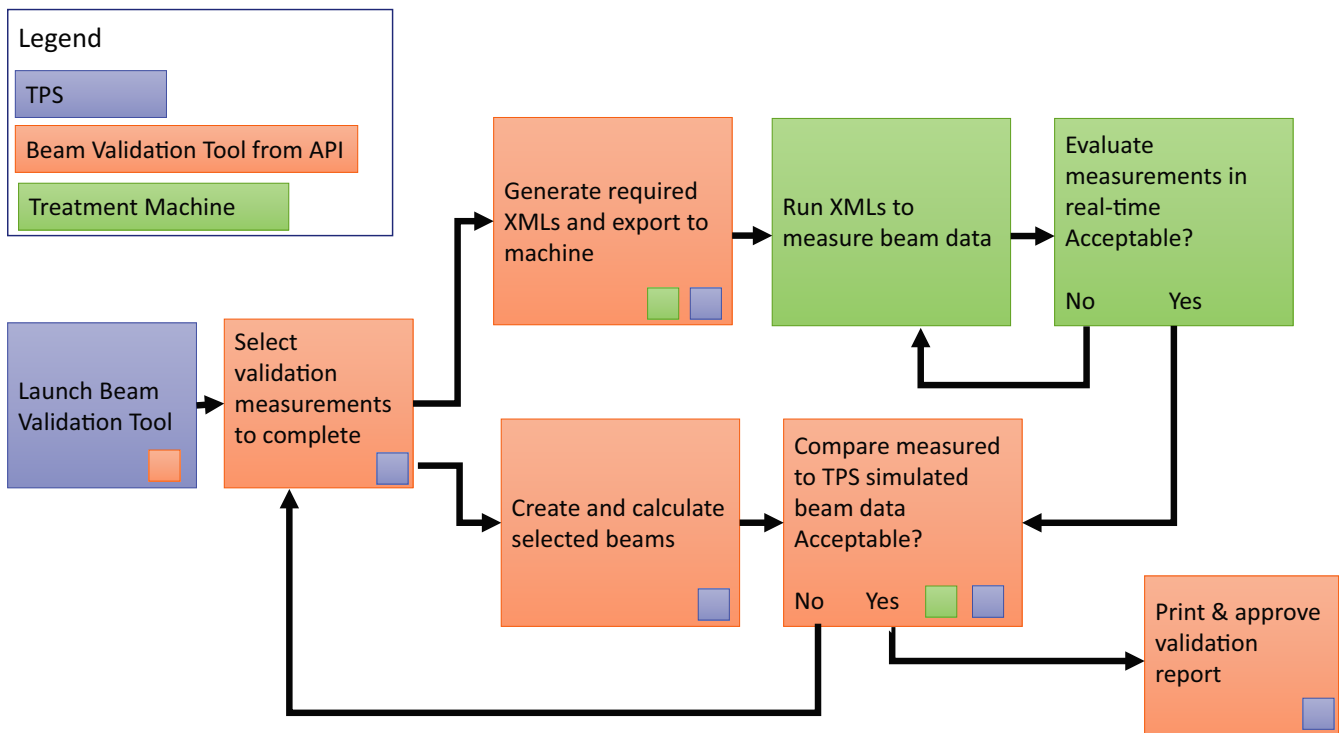 Legend
TPS
Beam Validation Tool from API
Treatment Machine
Generate required
XMLs and export to
machine
Run XMLs to
measure beam data
Evaluate
measurements in
real-time
Acceptable?
No Yes
Launch Beam
Validation Tool
Select
validation
measurements
to complete
Create and calculate
selected beams
Compare measured
to TPS simulated
beam data
Acceptable?
No Yes
Print & approve
validation
report